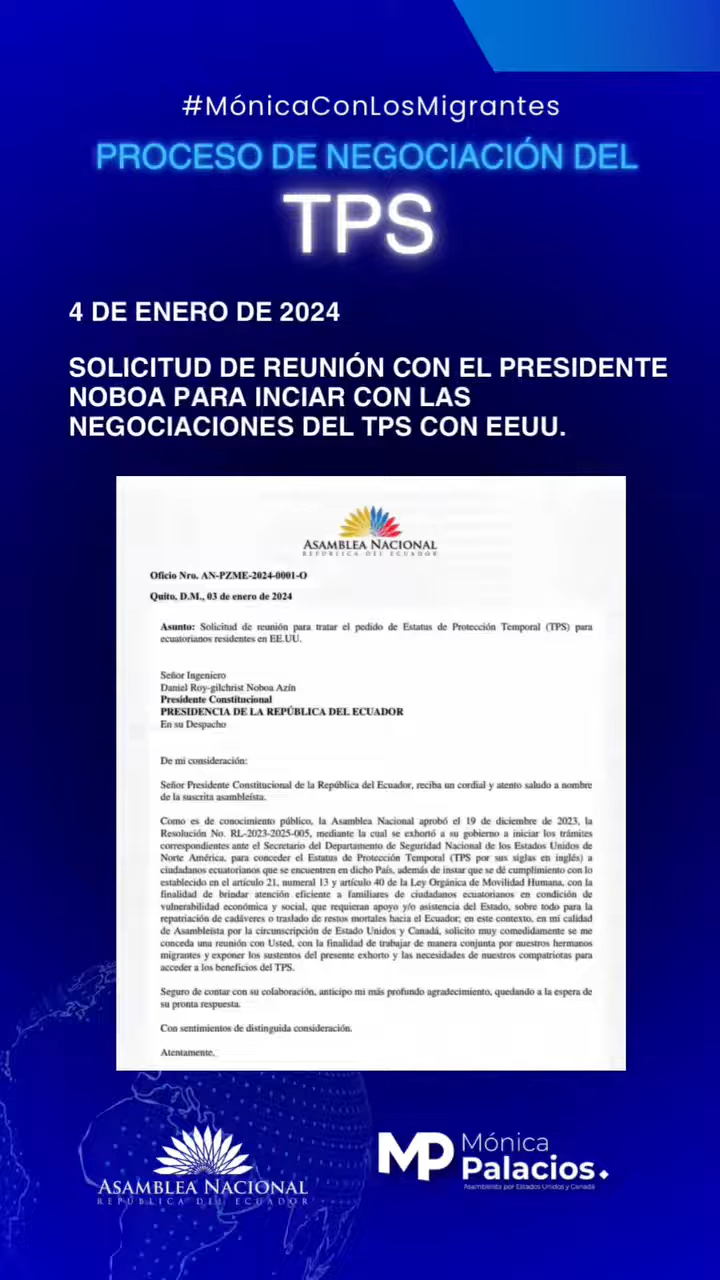 #MónicaConLosMigrantes
PROCESO DE NEGOCIACIÓN DEL
TPS
4 DE ENERO DE 2024
SOLICITUD DE REUNIÓN CON EL PRESIDENTE
NOBOA PARA INCIAR CON LAS
NEGOCIACIONES DEL TPS CON EEUU.
ASAMBLEA NACIONAL
REPÚBLICA DEL ECUADOR
Oficio Nro. AN-PZME-2024-0001-O
Quito, D.M., 03 de enero de 2024
Asunto: Solicitud de reunión para tratar el pedido de Estatus de Protección Temporal (TPS) para
ecuatorianos residentes en EE.UU.
Señor Ingeniero
Daniel Roy-gilchrist Noboa Azín
Presidente Constitucional
PRESIDENCIA DE LA REPÚBLICA DEL ECUADOR
En su Despacho
De mi consideración:
Señor Presidente Constitucional de la República del Ecuador, reciba un cordial y atento saludo a nombre
de la suscrita asambleísta.
Como es de conocimiento público, la Asamblea Nacional aprobó el 19 de diciembre de 2023, la
Resolución No. RL-2023-2025-005, mediante la cual se exhortó a su gobierno a iniciar los trámites
correspondientes ante el Secretario del Departamento de Seguridad Nacional de los Estados Unidos de
Norte América, para conceder el Estatus de Protección Temporal (TPS por sus siglas en inglés) a
ciudadanos ecuatorianos que se encuentren en dicho País, además de instar que se dé cumplimiento con lo
establecido en el artículo 21, numeral 13 y artículo 40 de la Ley Orgánica de Movilidad Humana, con la
finalidad de brindar atención eficiente a familiares de ciudadanos ecuatorianos en condición de
vulnerabilidad económica y social, que requieran apoyo y/o asistencia del Estado, sobre todo para la
repatriación de cadáveres o traslado de restos mortales hacia el Ecuador; en este contexto, en mi calidad
de Asambleísta por la circunscripción de Estado Unidos y Canadá, solicito muy comedidamente se me
conceda una reunión con Usted, con la finalidad de trabajar de manera conjunta por nuestros hermanos
migrantes y exponer los sustentos del presente exhorto y las necesidades de nuestros compatriotas para
acceder a los beneficios del TPS.
Seguro de contar con su colaboración, anticipo mi más profundo agradecimiento, quedando a la espera de
su pronta respuesta.
Con sentimientos de distinguida consideración.
Atentamente,
ASAMBLEA NACIONAL
REPÚBLICA DEL ECUADOR
MP Mónica
Palacios.
Asambleísta por Estados Unidos y Canadá